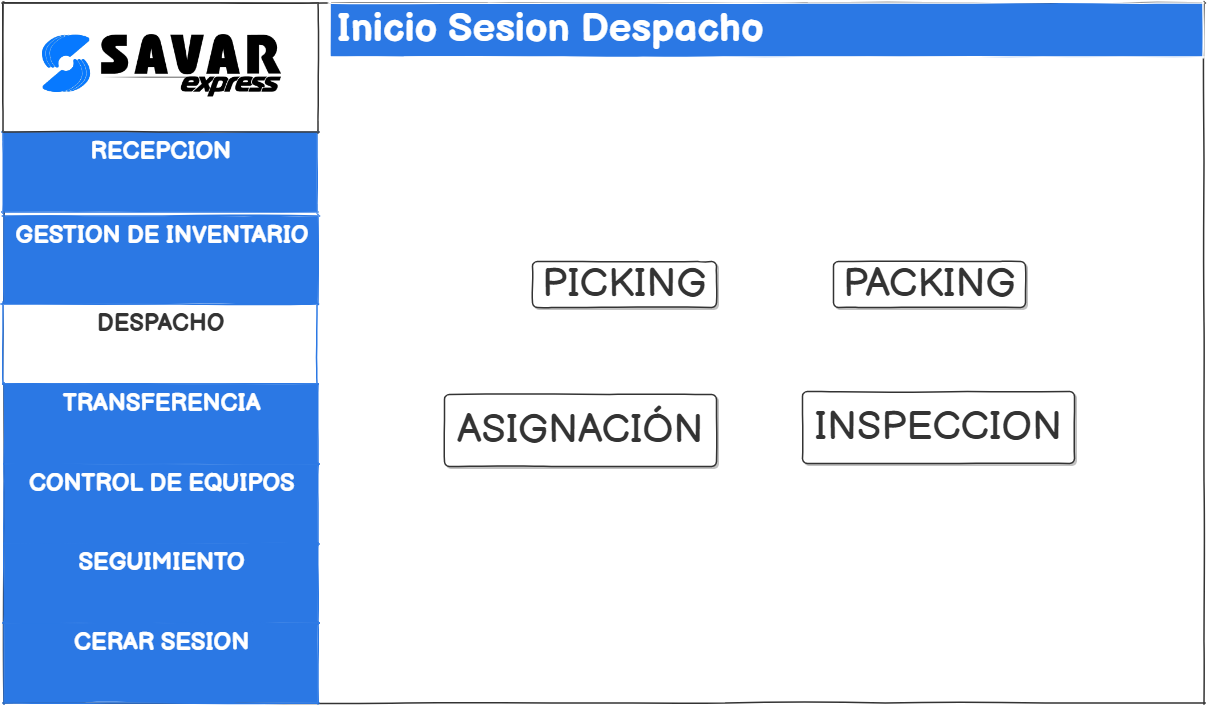 SAVAR
express
RECEPCION
GESTION DE INVENTARIO
DESPACHO
TRANSFERENCIA
CONTROL DE EQUIPOS
SEGUIMIENTO
CERAR SESION
Inicio Sesion Despacho
PICKING
PACKING
ASIGNACIÓN
INSPECCION